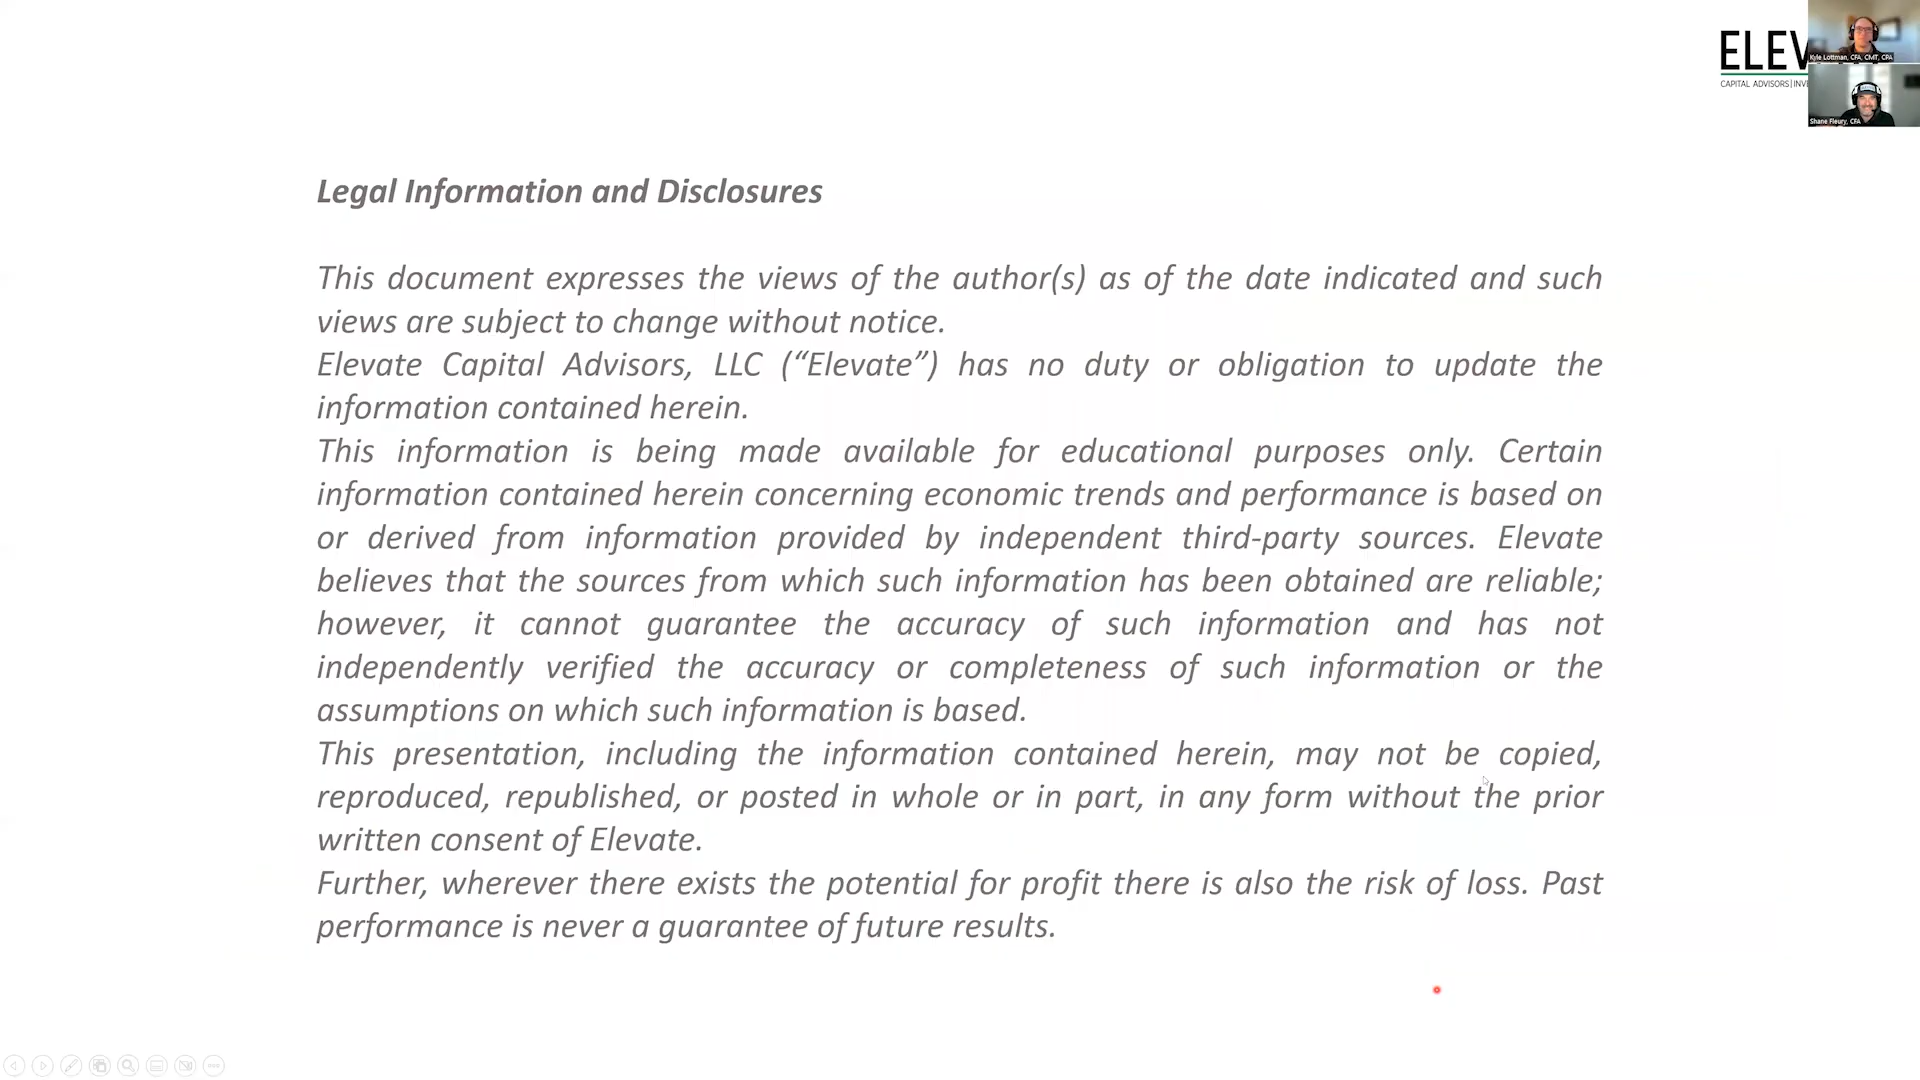 ELEV
CAPITAL ADVISORS|INVE
Kyle Lottman, CFA, CMT, CPA
Shane Fleury, CFA
Legal Information and Disclosures
This document expresses the views of the author(s) as of the date indicated and such
views are subject to change without notice.
Elevate Capital Advisors, LLC (“Elevate”) has no duty or obligation to update the
information contained herein.
This information is being made available for educational purposes only. Certain
information contained herein concerning economic trends and performance is based on
or derived from information provided by independent third-party sources. Elevate
believes that the sources from which such information has been obtained are reliable;
however, it cannot guarantee the accuracy of such information and has not
independently verified the accuracy or completeness of such information or the
assumptions on which such information is based.
This presentation, including the information contained herein, may not be copied,
reproduced, republished, or posted in whole or in part, in any form without the prior
written consent of Elevate.
Further, wherever there exists the potential for profit there is also the risk of loss. Past
performance is never a guarantee of future results.